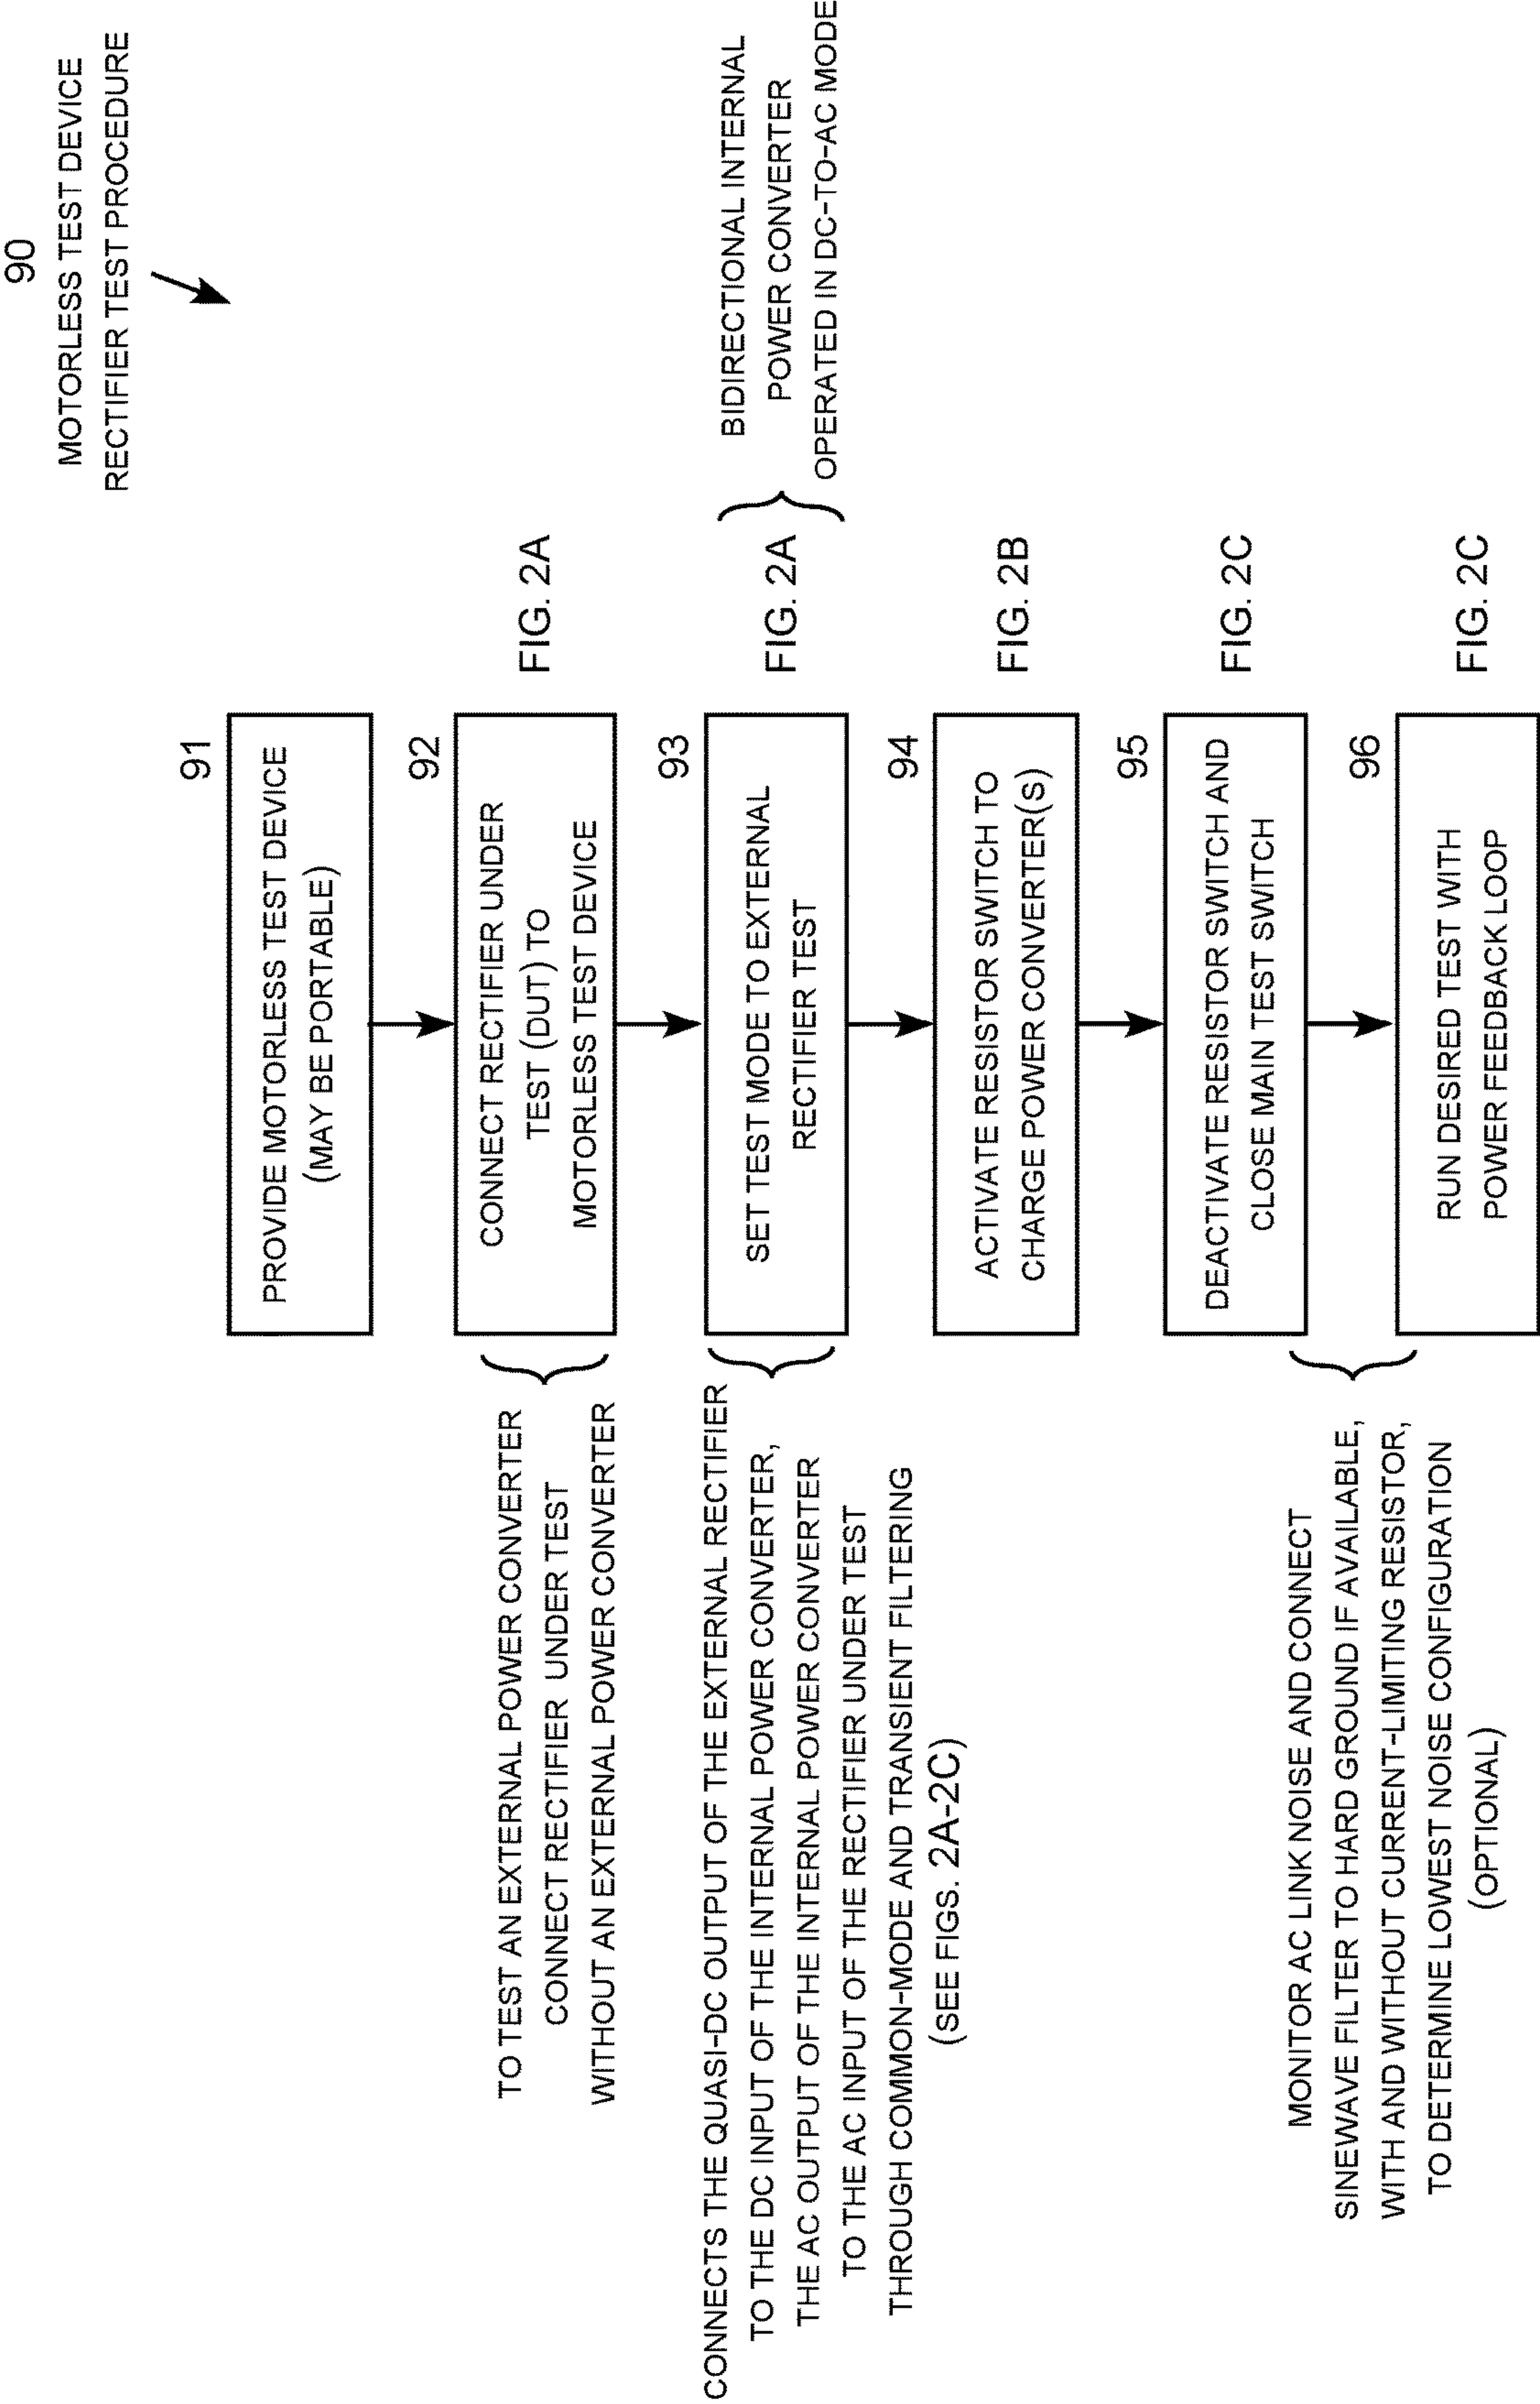 90
MOTORLESS TEST DEVICE
RECTIFIER TEST PROCEDURE
91
PROVIDE MOTORLESS TEST DEVICE
(MAY BE PORTABLE)
TO TEST AN EXTERNAL POWER CONVERTER
CONNECT RECTIFIER UNDER TEST
WITHOUT AN EXTERNAL POWER CONVERTER
92
CONNECT RECTIFIER UNDER
TEST (DUT) TO
MOTORLESS TEST DEVICE
FIG. 2A
CONNECTS THE QUASI-DC OUTPUT OF THE EXTERNAL RECTIFIER
TO THE DC INPUT OF THE INTERNAL POWER CONVERTER,
THE AC OUTPUT OF THE INTERNAL POWER CONVERTER
TO THE AC INPUT OF THE RECTIFIER UNDER TEST
THROUGH COMMON-MODE AND TRANSIENT FILTERING
(SEE FIGS. 2A-2C)
93
SET TEST MODE TO EXTERNAL
RECTIFIER TEST
FIG. 2A
BIDIRECTIONAL INTERNAL
POWER CONVERTER
OPERATED IN DC-TO-AC MODE
94
ACTIVATE RESISTOR SWITCH TO
CHARGE POWER CONVERTER(S)
FIG. 2B
95
DEACTIVATE RESISTOR SWITCH AND
CLOSE MAIN TEST SWITCH
FIG. 2C
MONITOR AC LINK NOISE AND CONNECT
SINEWAVE FILTER TO HARD GROUND IF AVAILABLE,
WITH AND WITHOUT CURRENT-LIMITING RESISTOR,
TO DETERMINE LOWEST NOISE CONFIGURATION
(OPTIONAL)
96
RUN DESIRED TEST WITH
POWER FEEDBACK LOOP
FIG. 2C